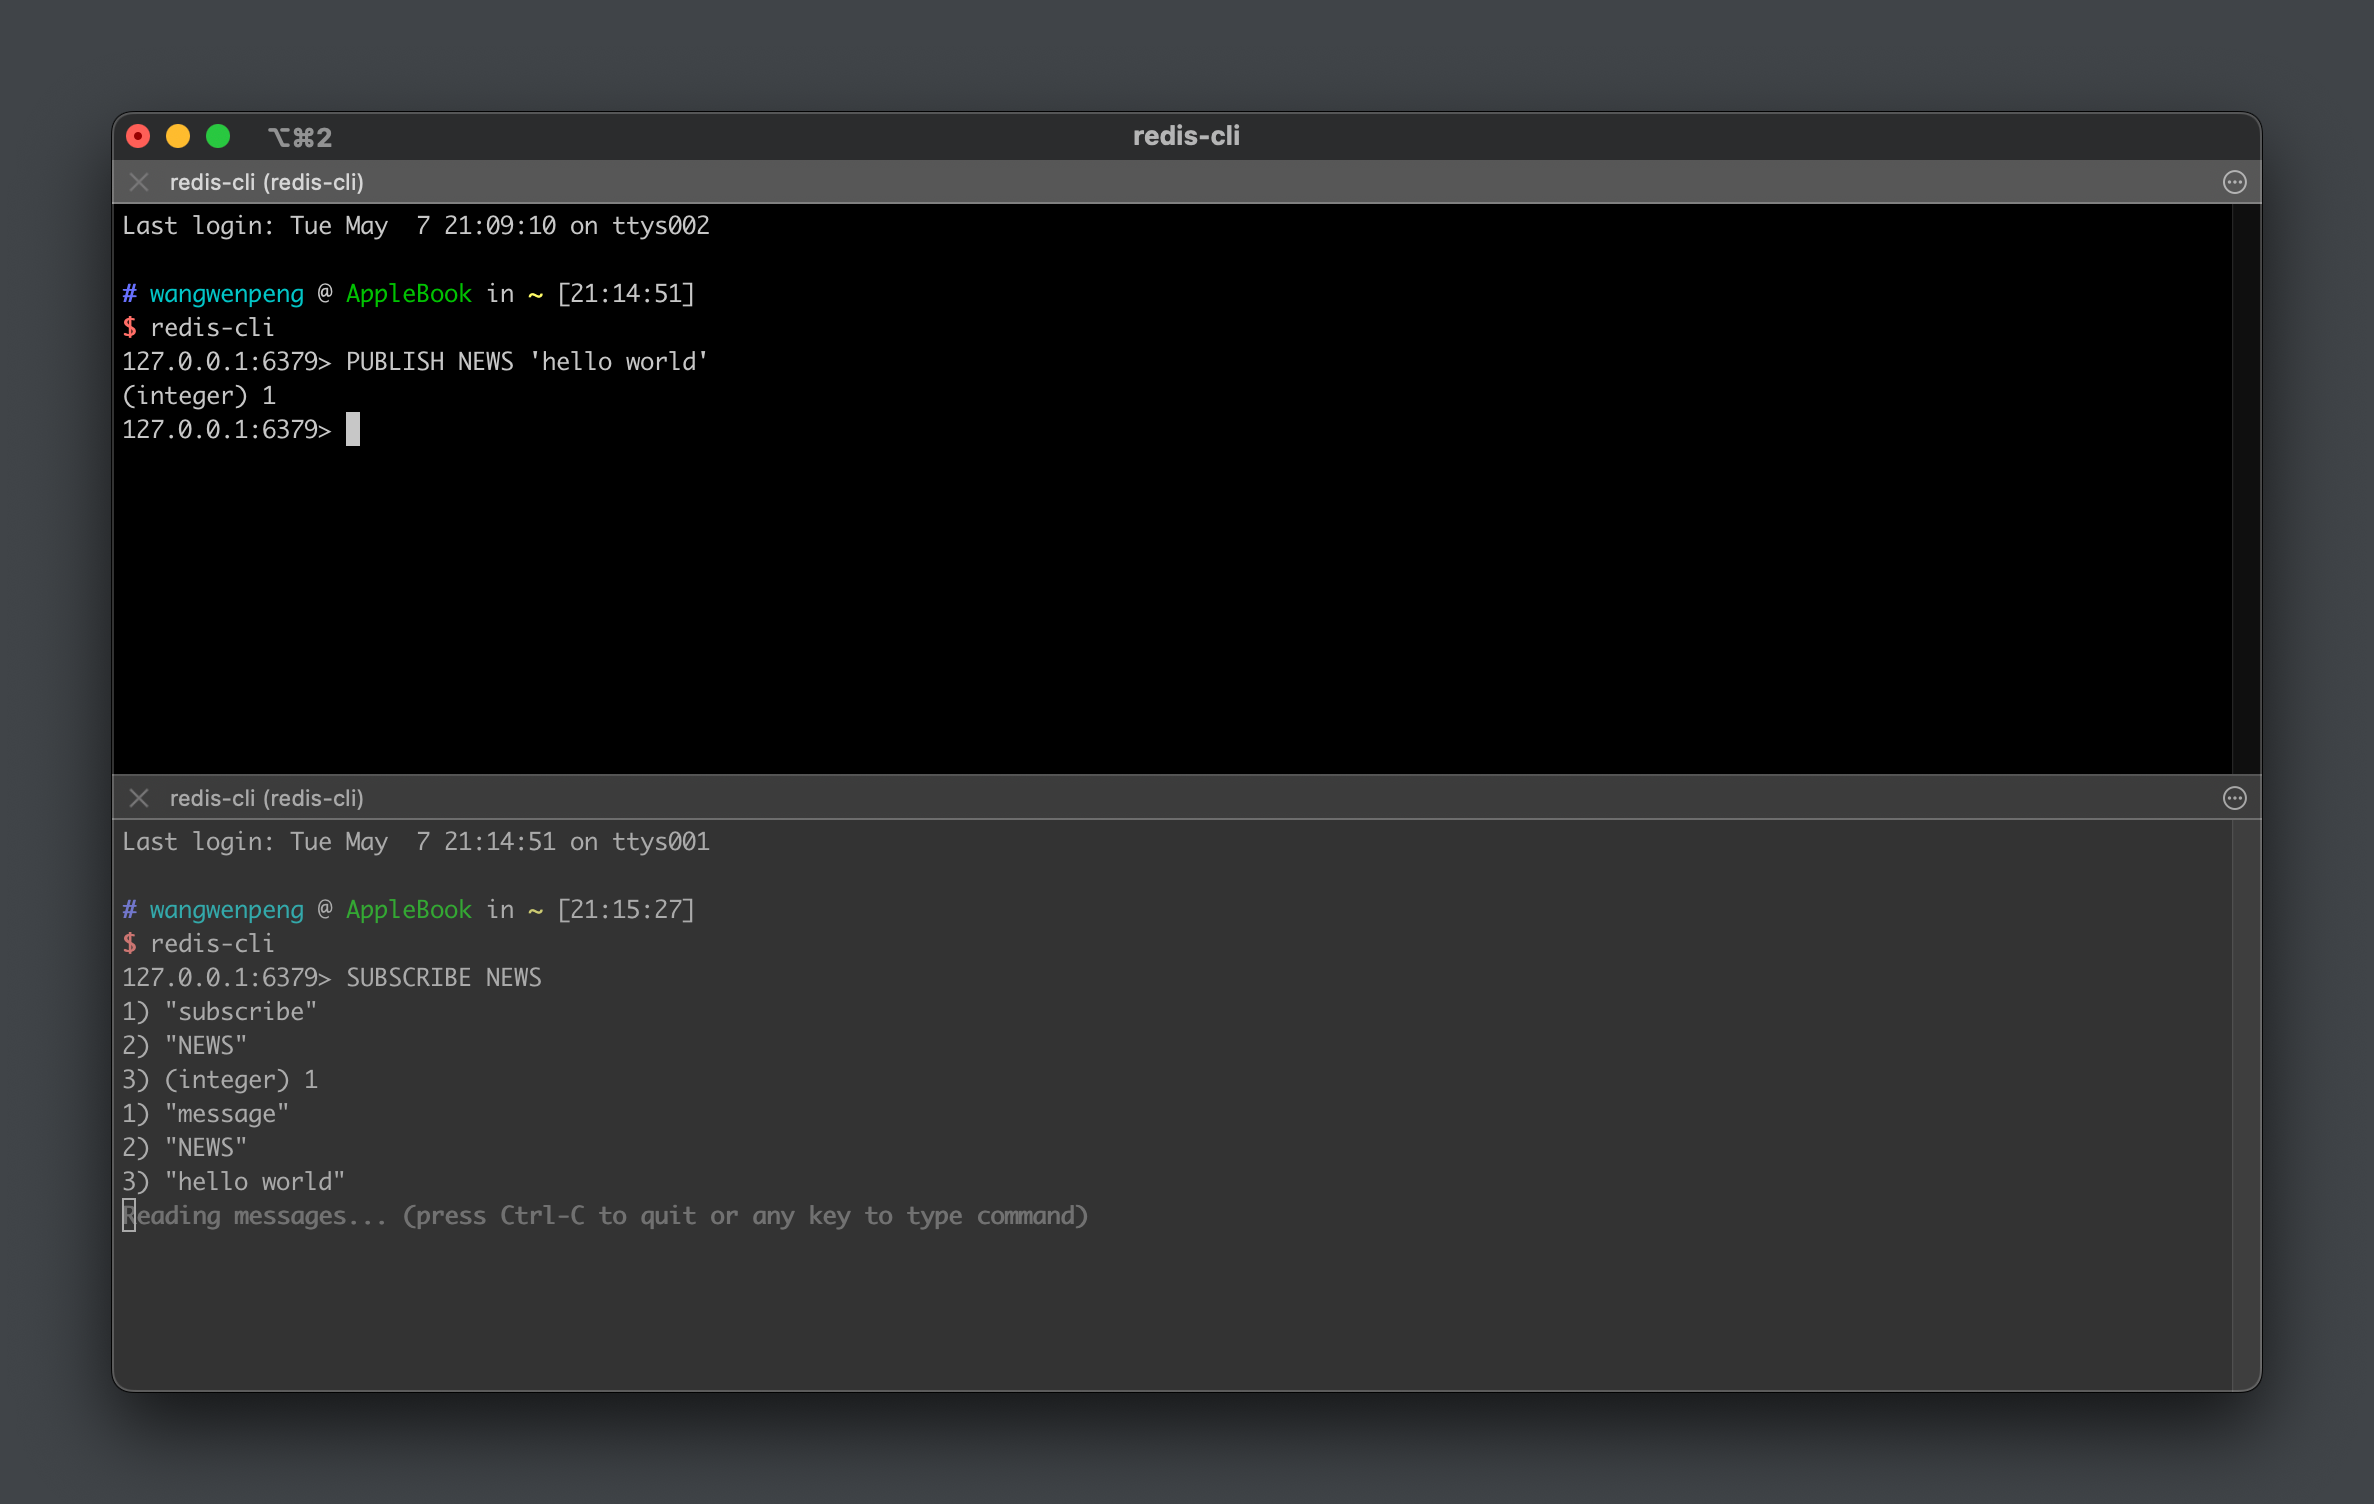 ⌥⌘2 redis-cli
redis-cli (redis-cli)
Last login: Tue May  7 21:09:10 on ttys002
# wangwenpeng @ AppleBook in ~ [21:14:51]
$ redis-cli
127.0.0.1:6379> PUBLISH NEWS 'hello world'
(integer) 1
127.0.0.1:6379>
redis-cli (redis-cli)
Last login: Tue May  7 21:14:51 on ttys001
# wangwenpeng @ AppleBook in ~ [21:15:27]
$ redis-cli
127.0.0.1:6379> SUBSCRIBE NEWS
1) "subscribe"
2) "NEWS"
3) (integer) 1
1) "message"
2) "NEWS"
3) "hello world"
Reading messages... (press Ctrl-C to quit or any key to type command)